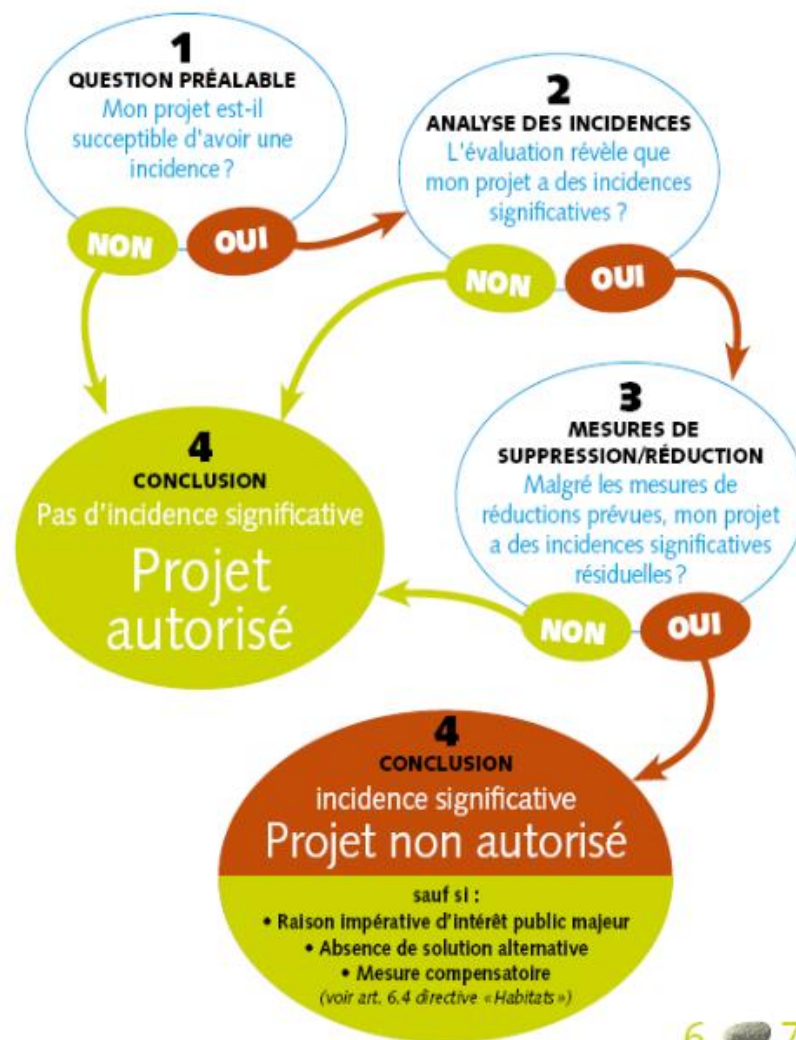 1
QUESTION PRÉALABLE
Mon projet est-il
succeptible d'avoir une
incidence ?
NON
OUI
2
ANALYSE DES INCIDENCES
L'évaluation révèle que
mon projet a des incidences
significatives ?
NON
OUI
3
MESURES DE
SUPPRESSION/RÉDUCTION
Malgré les mesures de
réductions prévues, mon projet
a des incidences significatives
résiduelles ?
NON
OUI
4
CONCLUSION
Pas d'incidence significative
Projet
autorisé
4
CONCLUSION
incidence significative
Projet non autorisé
sauf si :
• Raison impérative d'intérêt public majeur
• Absence de solution alternative
• Mesure compensatoire
(voir art. 6.4 directive «Habitats»)
6 7